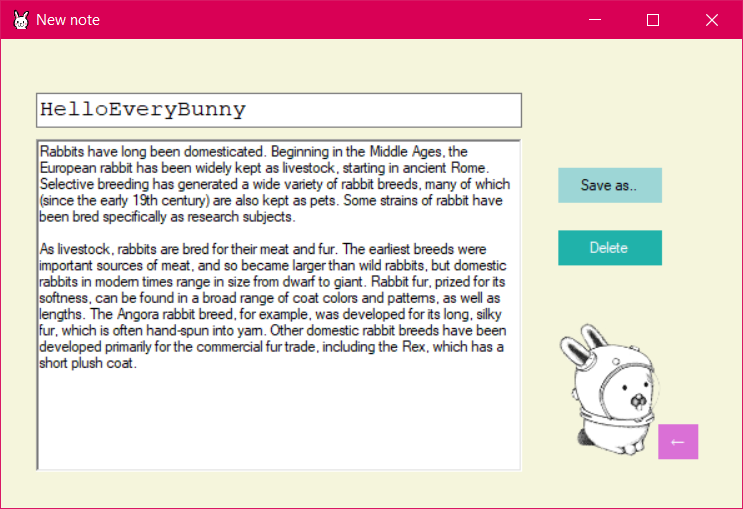 New note
HelloEveryBunny
Rabbits have long been domesticated. Beginning in the Middle Ages, the
European rabbit has been widely kept as livestock, starting in ancient Rome.
Selective breeding has generated a wide variety of rabbit breeds, many of which
(since the early 19th century) are also kept as pets. Some strains of rabbit have
been bred specifically as research subjects.
As livestock, rabbits are bred for their meat and fur. The earliest breeds were
important sources of meat, and so became larger than wild rabbits, but domestic
rabbits in modern times range in size from dwarf to giant. Rabbit fur, prized for its
softness, can be found in a broad range of coat colors and patterns, as well as
lengths. The Angora rabbit breed, for example, was developed for its long, silky
fur, which is often hand-spun into yarn. Other domestic rabbit breeds have been
developed primarily for the commercial fur trade, including the Rex, which has a
short plush coat.
Save as..
Delete
←